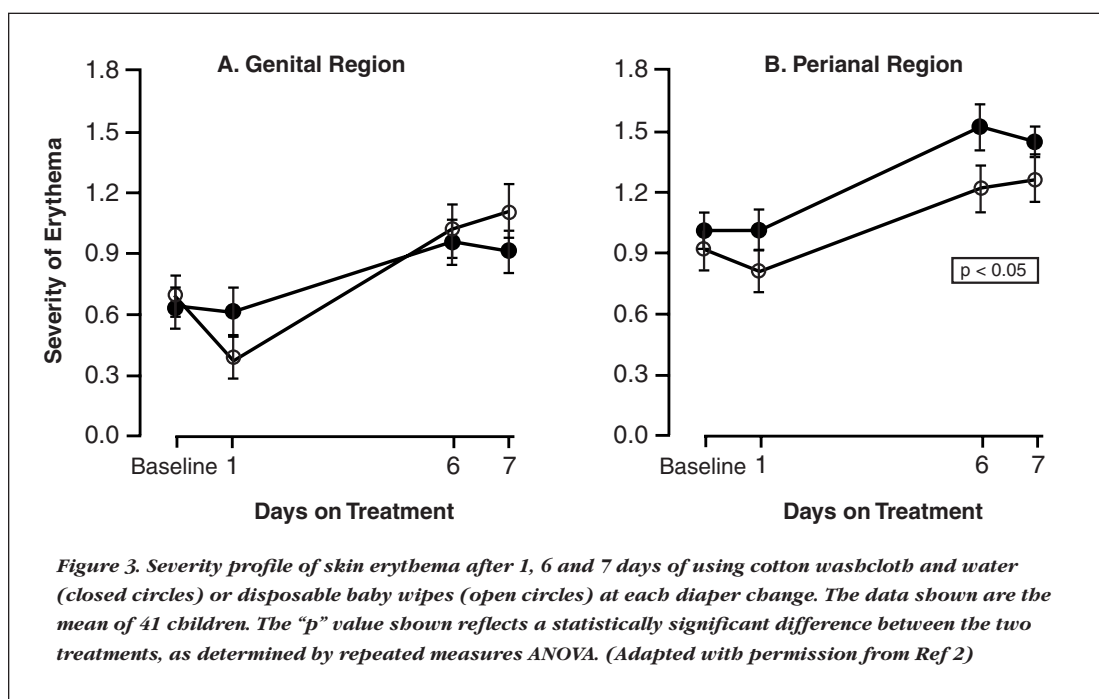 A. Genital Region
Severity of Erythema
1.8
1.5
1.2
0.9
0.6
0.3
0.0
Baseline 1 6 7
Days on Treatment
B. Perianal Region
1.8
1.5
1.2
0.9
0.6
0.3
0.0
p < 0.05
Baseline 1 6 7
Days on Treatment
Figure 3. Severity profile of skin erythema after 1, 6 and 7 days of using cotton washcloth and water
(closed circles) or disposable baby wipes (open circles) at each diaper change. The data shown are the
mean of 41 children. The “p” value shown reflects a statistically significant difference between the two
treatments, as determined by repeated measures ANOVA. (Adapted with permission from Ref 2)